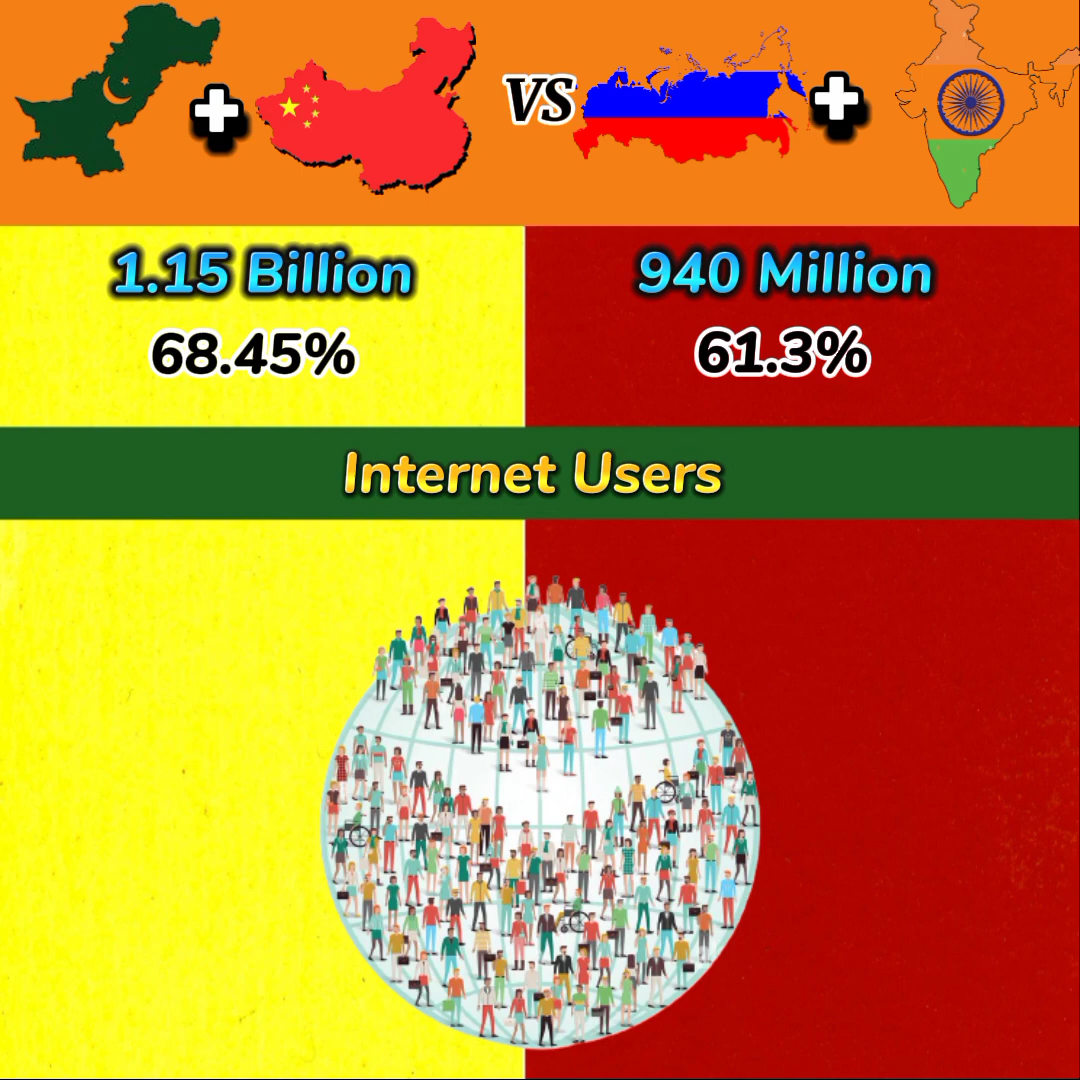 VS
1.15 Billion
940 Million
68.45%
61.3%
Internet Users